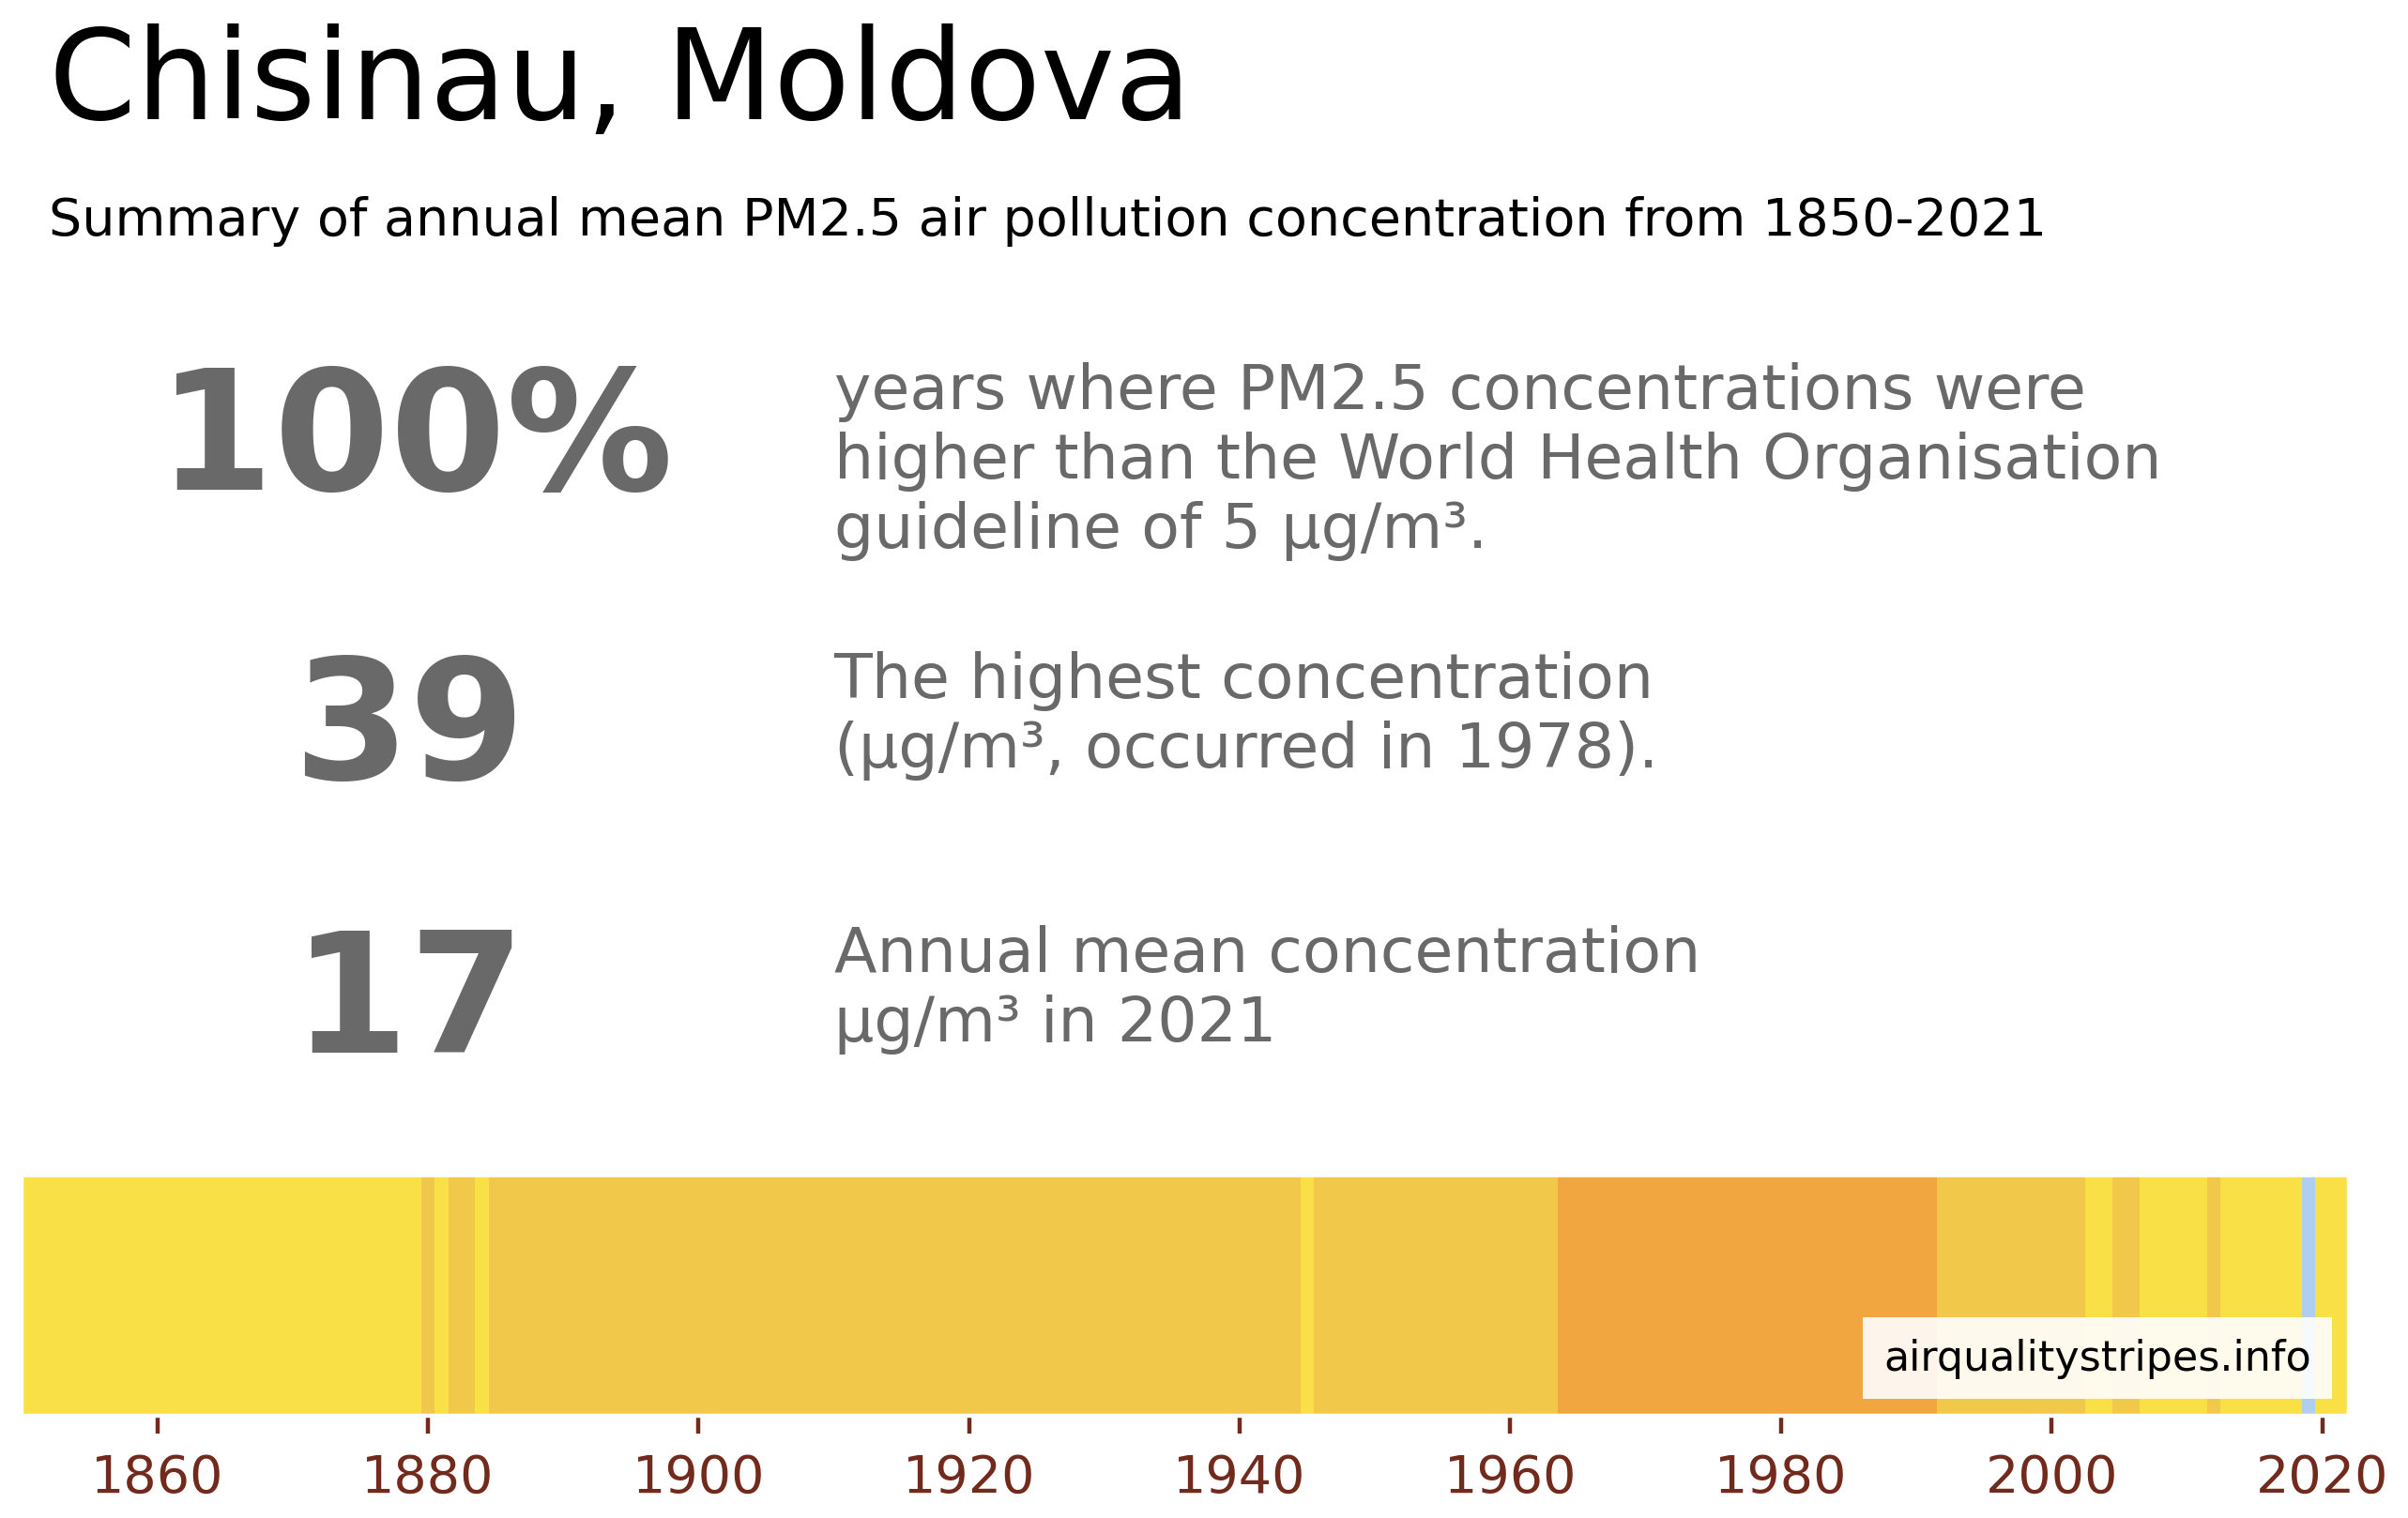 Chisinau, Moldova
Summary of annual mean PM2.5 air pollution concentration from 1850-2021
100%
years where PM2.5 concentrations were
higher than the World Health Organisation
guideline of 5 µg/m³.
39
The highest concentration
(µg/m³, occurred in 1978).
17
Annual mean concentration
µg/m³ in 2021
airqualitystripes.info
1860 1880 1900 1920 1940 1960 1980 2000 2020